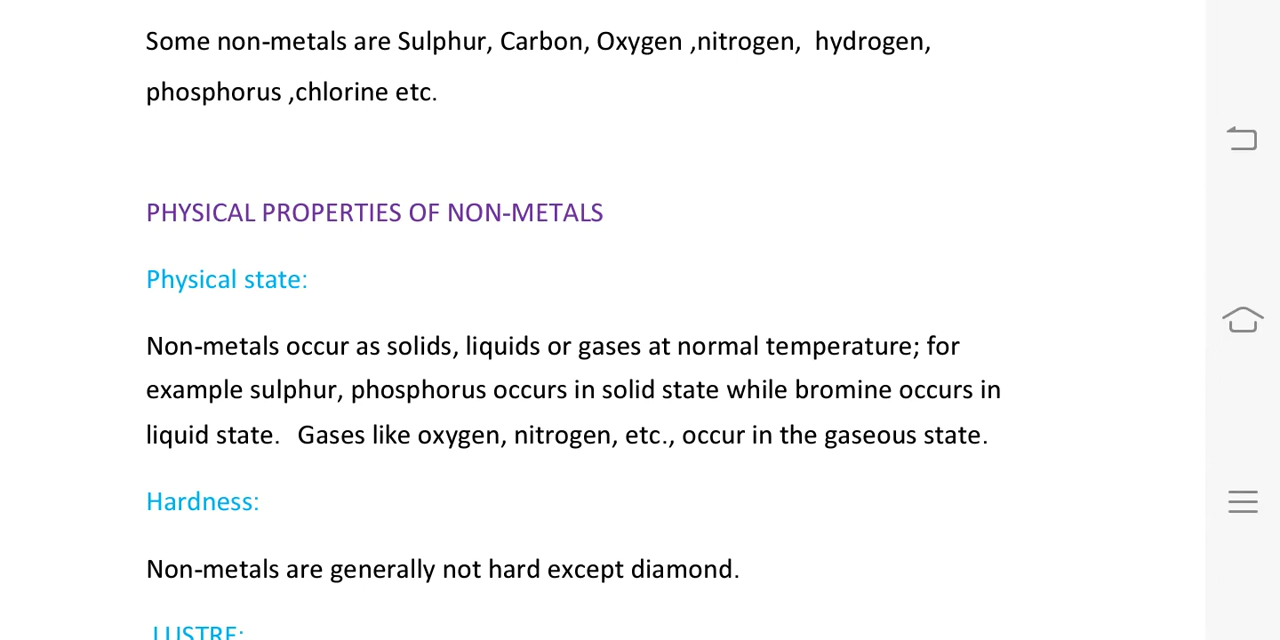 Some non-metals are Sulphur, Carbon, Oxygen ,nitrogen,  hydrogen,
phosphorus ,chlorine etc.
PHYSICAL PROPERTIES OF NON-METALS
Physical state:
Non-metals occur as solids, liquids or gases at normal temperature; for
example sulphur, phosphorus occurs in solid state while bromine occurs in
liquid state.  Gases like oxygen, nitrogen, etc., occur in the gaseous state.
Hardness:
Non-metals are generally not hard except diamond.
LUSTRE: